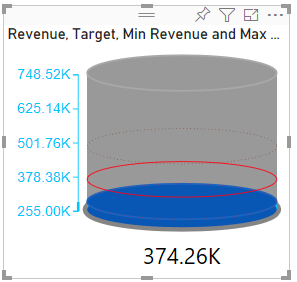 Revenue, Target, Min Revenue and Max ...
748.52K
625.14K
501.76K
378.38K
255.00K
374.26K